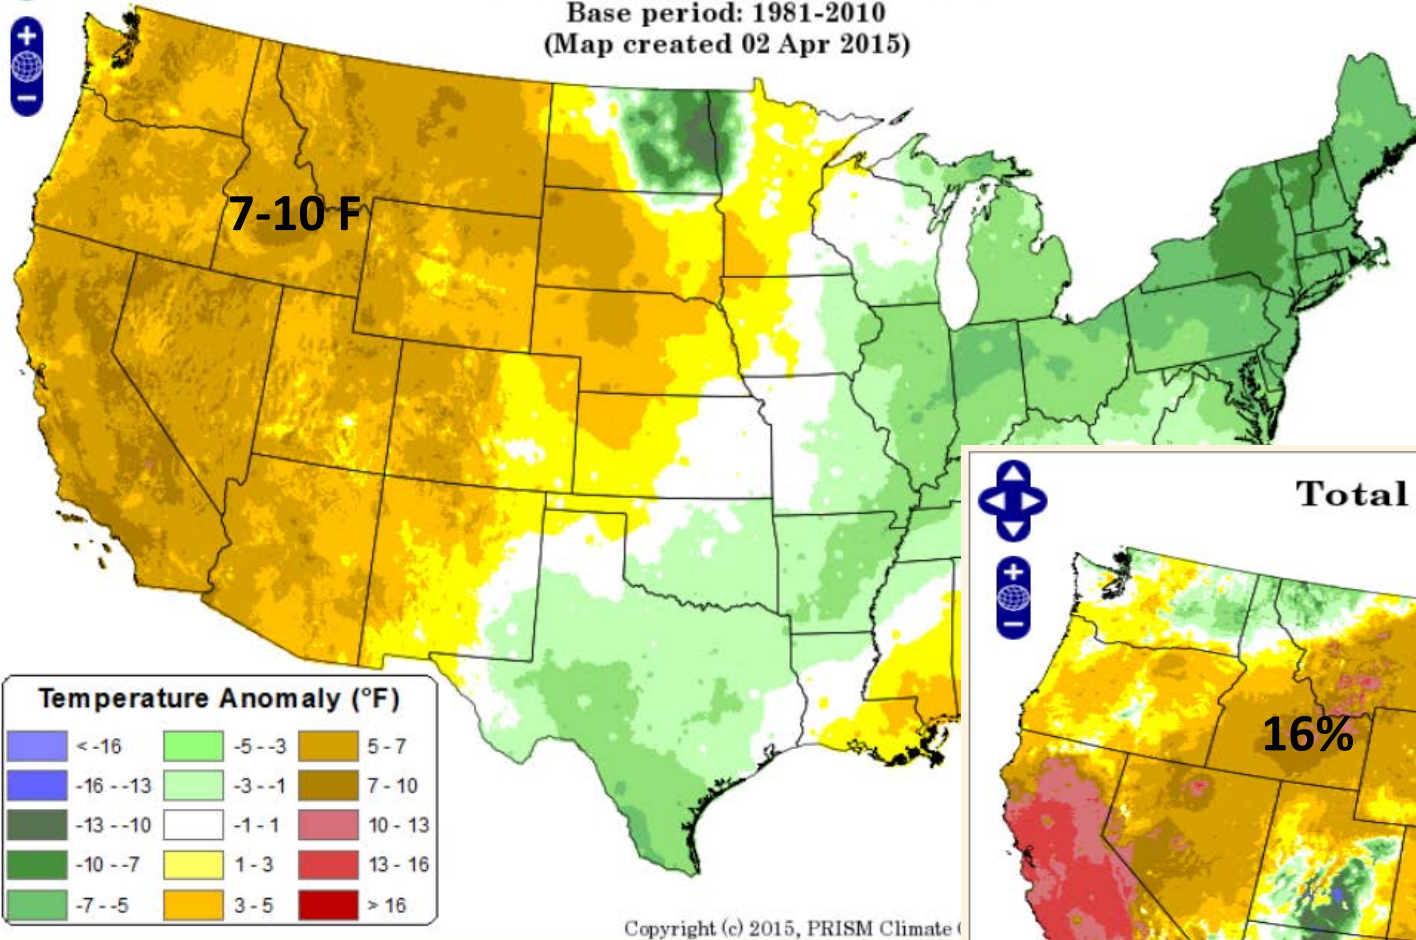 Base period: 1981-2010
(Map created 02 Apr 2015)
7-10 F
Total
16%
Temperature Anomaly (°F)
< -16
-5 - -3
5 - 7
-16 - -13
-3 - -1
7 - 10
-13 - -10
-1 - 1
10 - 13
-10 - -7
1 - 3
13 - 16
-7 - -5
3 - 5
> 16
Copyright (c) 2015, PRISM Climate